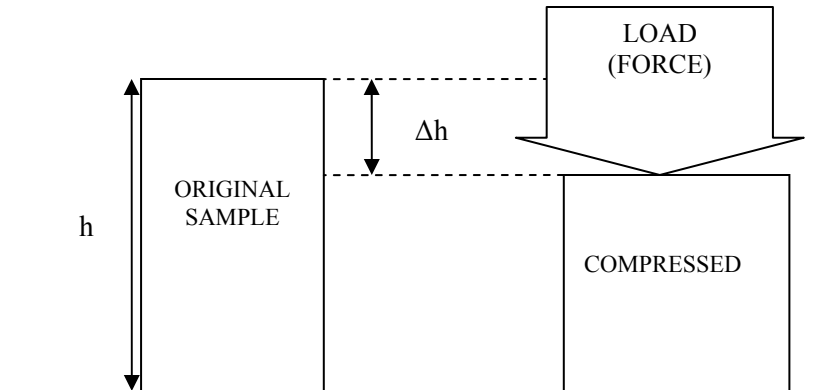 LOAD
(FORCE)
Δh
ORIGINAL
SAMPLE
h
COMPRESSED